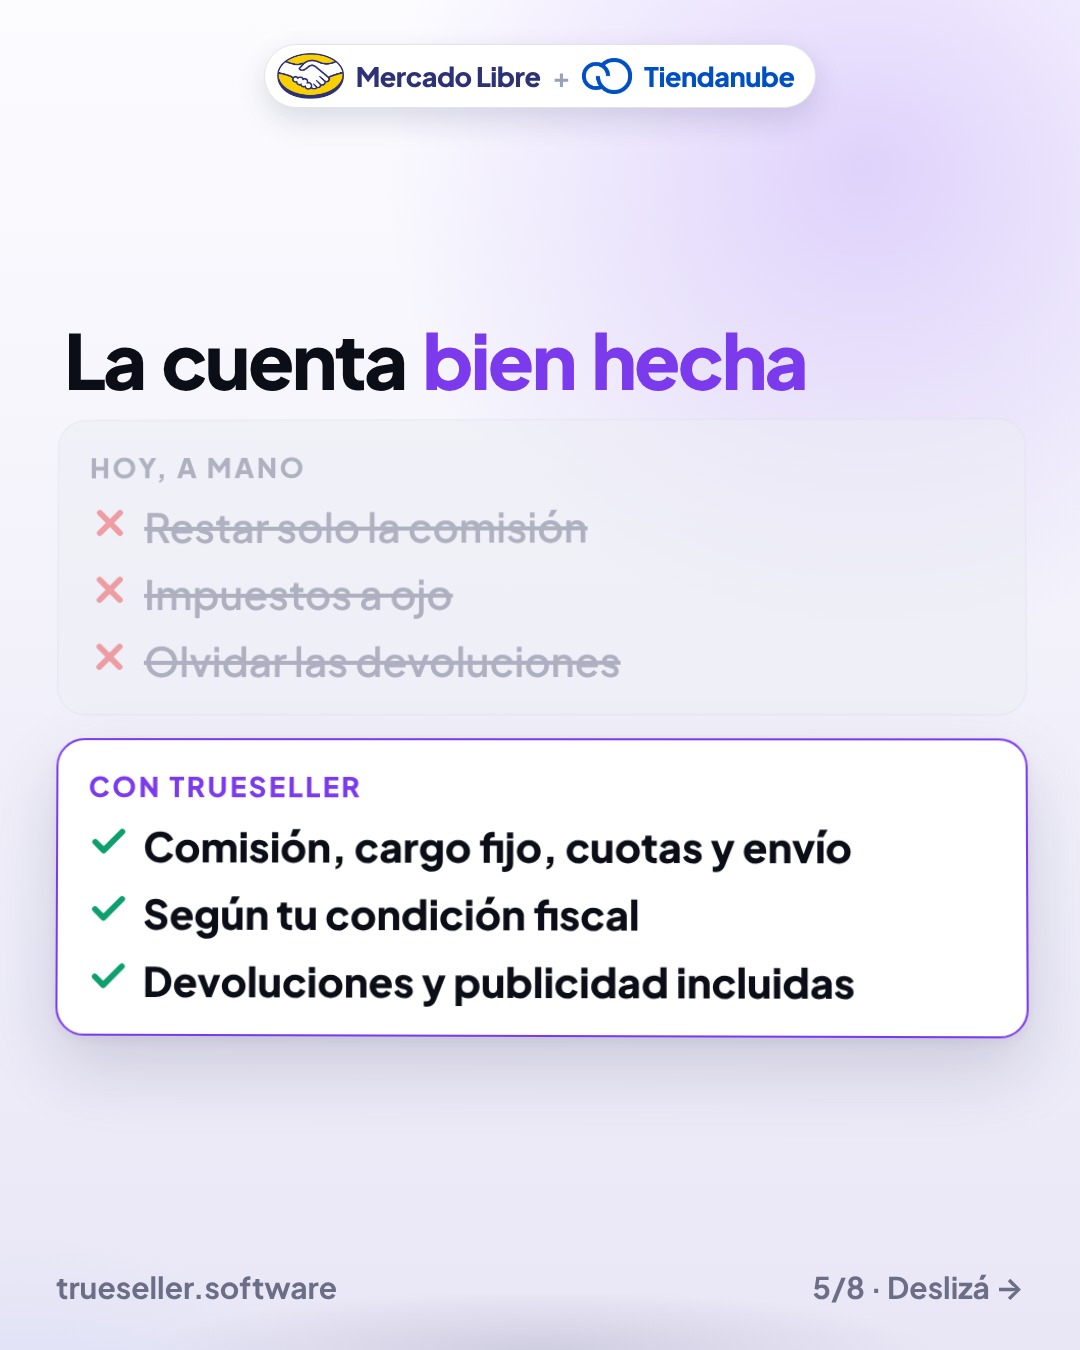 Mercado Libre + Tiendanube
La cuenta bien hecha
HOY, A MANO
Restar solo la comisión
Impuestos a ojo
Olvidar las devoluciones
CON TRUESELLER
Comisión, cargo fijo, cuotas y envío
Según tu condición fiscal
Devoluciones y publicidad incluidas
trueseller.software
5/8 · Deslizá →